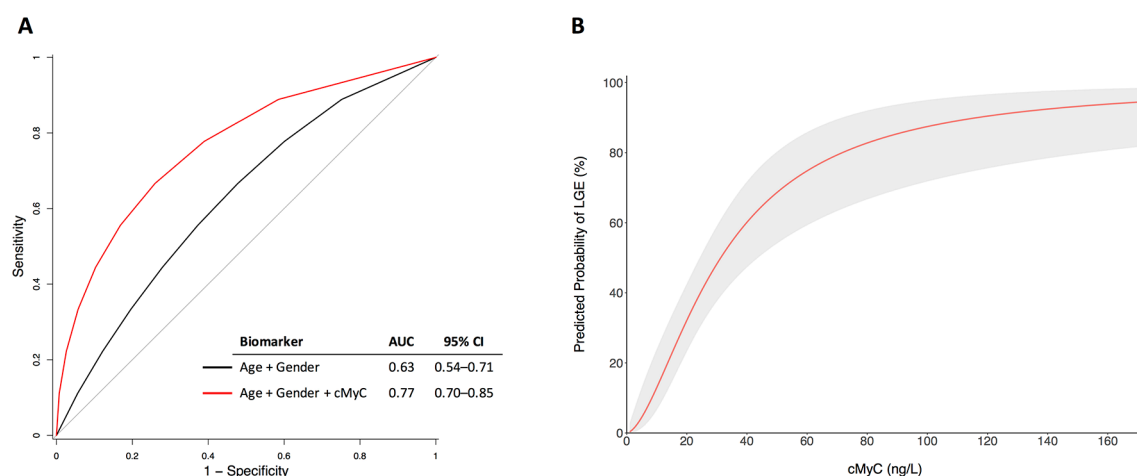 A
Sensitivity
1
0.8
0.6
0.4
0.2
0
0 0.2 0.4 0.6 0.8 1
1 – Specificity
Biomarker AUC 95% CI
Age + Gender 0.63 0.54–0.71
Age + Gender + cMyC 0.77 0.70–0.85
B
Predicted Probability of LGE (%)
100
80
60
40
20
0
0 20 40 60 80 100 120 140 160
cMyC (ng/L)